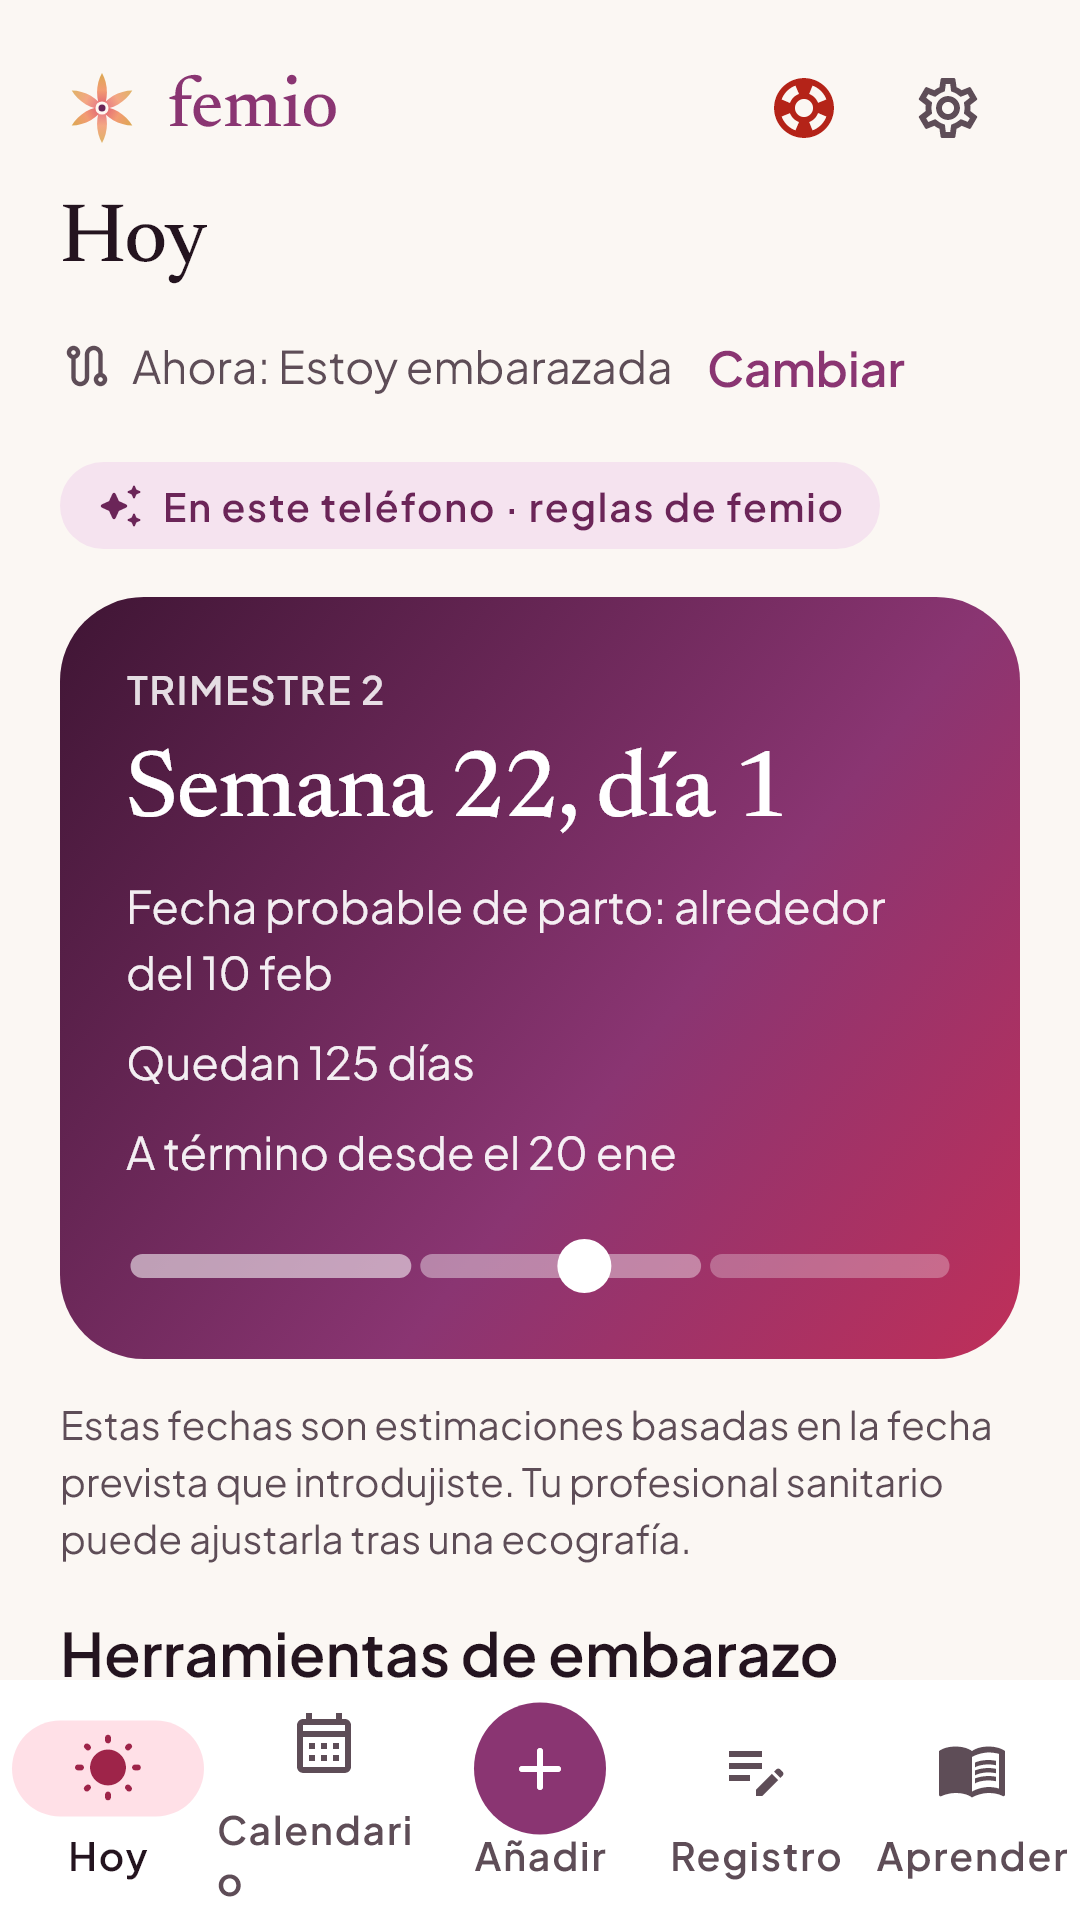 femio
Hoy
Ahora: Estoy embarazada Cambiar
En este teléfono · reglas de femio
TRIMESTRE 2
Semana 22, día 1
Fecha probable de parto: alrededor
del 10 feb
Quedan 125 días
A término desde el 20 ene
Estas fechas son estimaciones basadas en la fecha
prevista que introdujiste. Tu profesional sanitario
puede ajustarla tras una ecografía.
Herramientas de embarazo
Hoy
Calendari
o
Añadir
Registro
Aprender